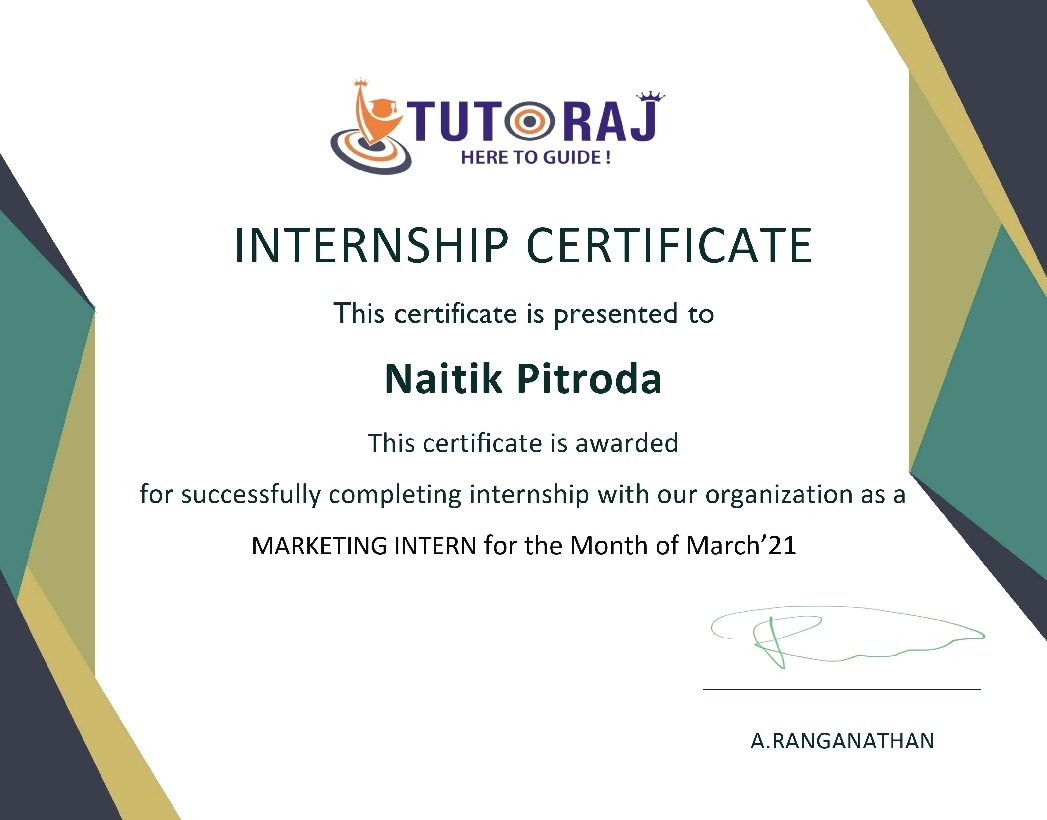 TUTORAJ
HERE TO GUIDE !
INTERNSHIP CERTIFICATE
This certificate is presented to
Naitik Pitroda
This certificate is awarded
for successfully completing internship with our organization as a
MARKETING INTERN for the Month of March’21
A.RANGANATHAN